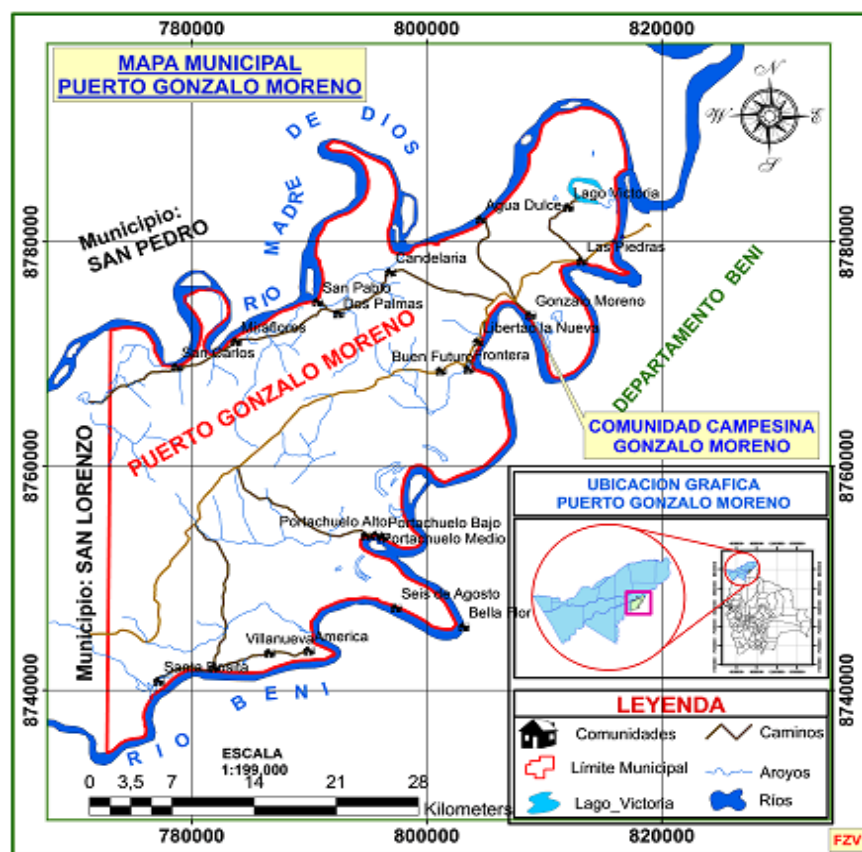 780000 800000 820000
MAPA MUNICIPAL
PUERTO GONZALO MORENO
N
W E
S
8780000 8780000
8760000 8760000
8740000 8740000
Municipio:
SAN PEDRO
RIO MADRE DE DIOS
Lago Victoria
Agua Dulce
Las Piedras
Candelaria
San Pablo
Dos Palmas
Gonzalo Moreno
Miraflores
Libertad la Nueva
San Carlos
Buen Futuro
Frontera
PUERTO GONZALO MORENO
DEPARTAMENTO BENI
COMUNIDAD CAMPESINA
GONZALO MORENO
Municipio: SAN LORENZO
Portachuelo Alto
Portachuelo Bajo
Portachuelo Medio
Seis de Agosto
Bella Flor
Villanueva
America
Santa Rosita
RIO BENI
UBICACION GRAFICA
PUERTO GONZALO MORENO
LEYENDA
Comunidades
Caminos
Límite Municipal
Aroyos
Lago_Victoria
Ríos
ESCALA
1:199,000
0 3,5 7 14 21 28
Kilometers
780000 800000 820000
FZV